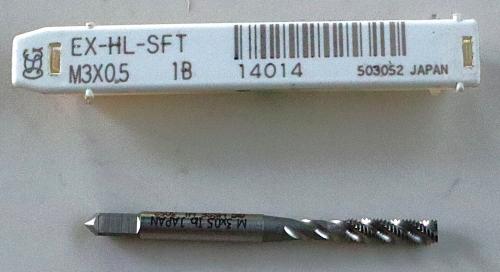 OSG
EX-HL-SFT
M3X0.5 1B 14014 503052 JAPAN
M3x0.5 1b JAPAN